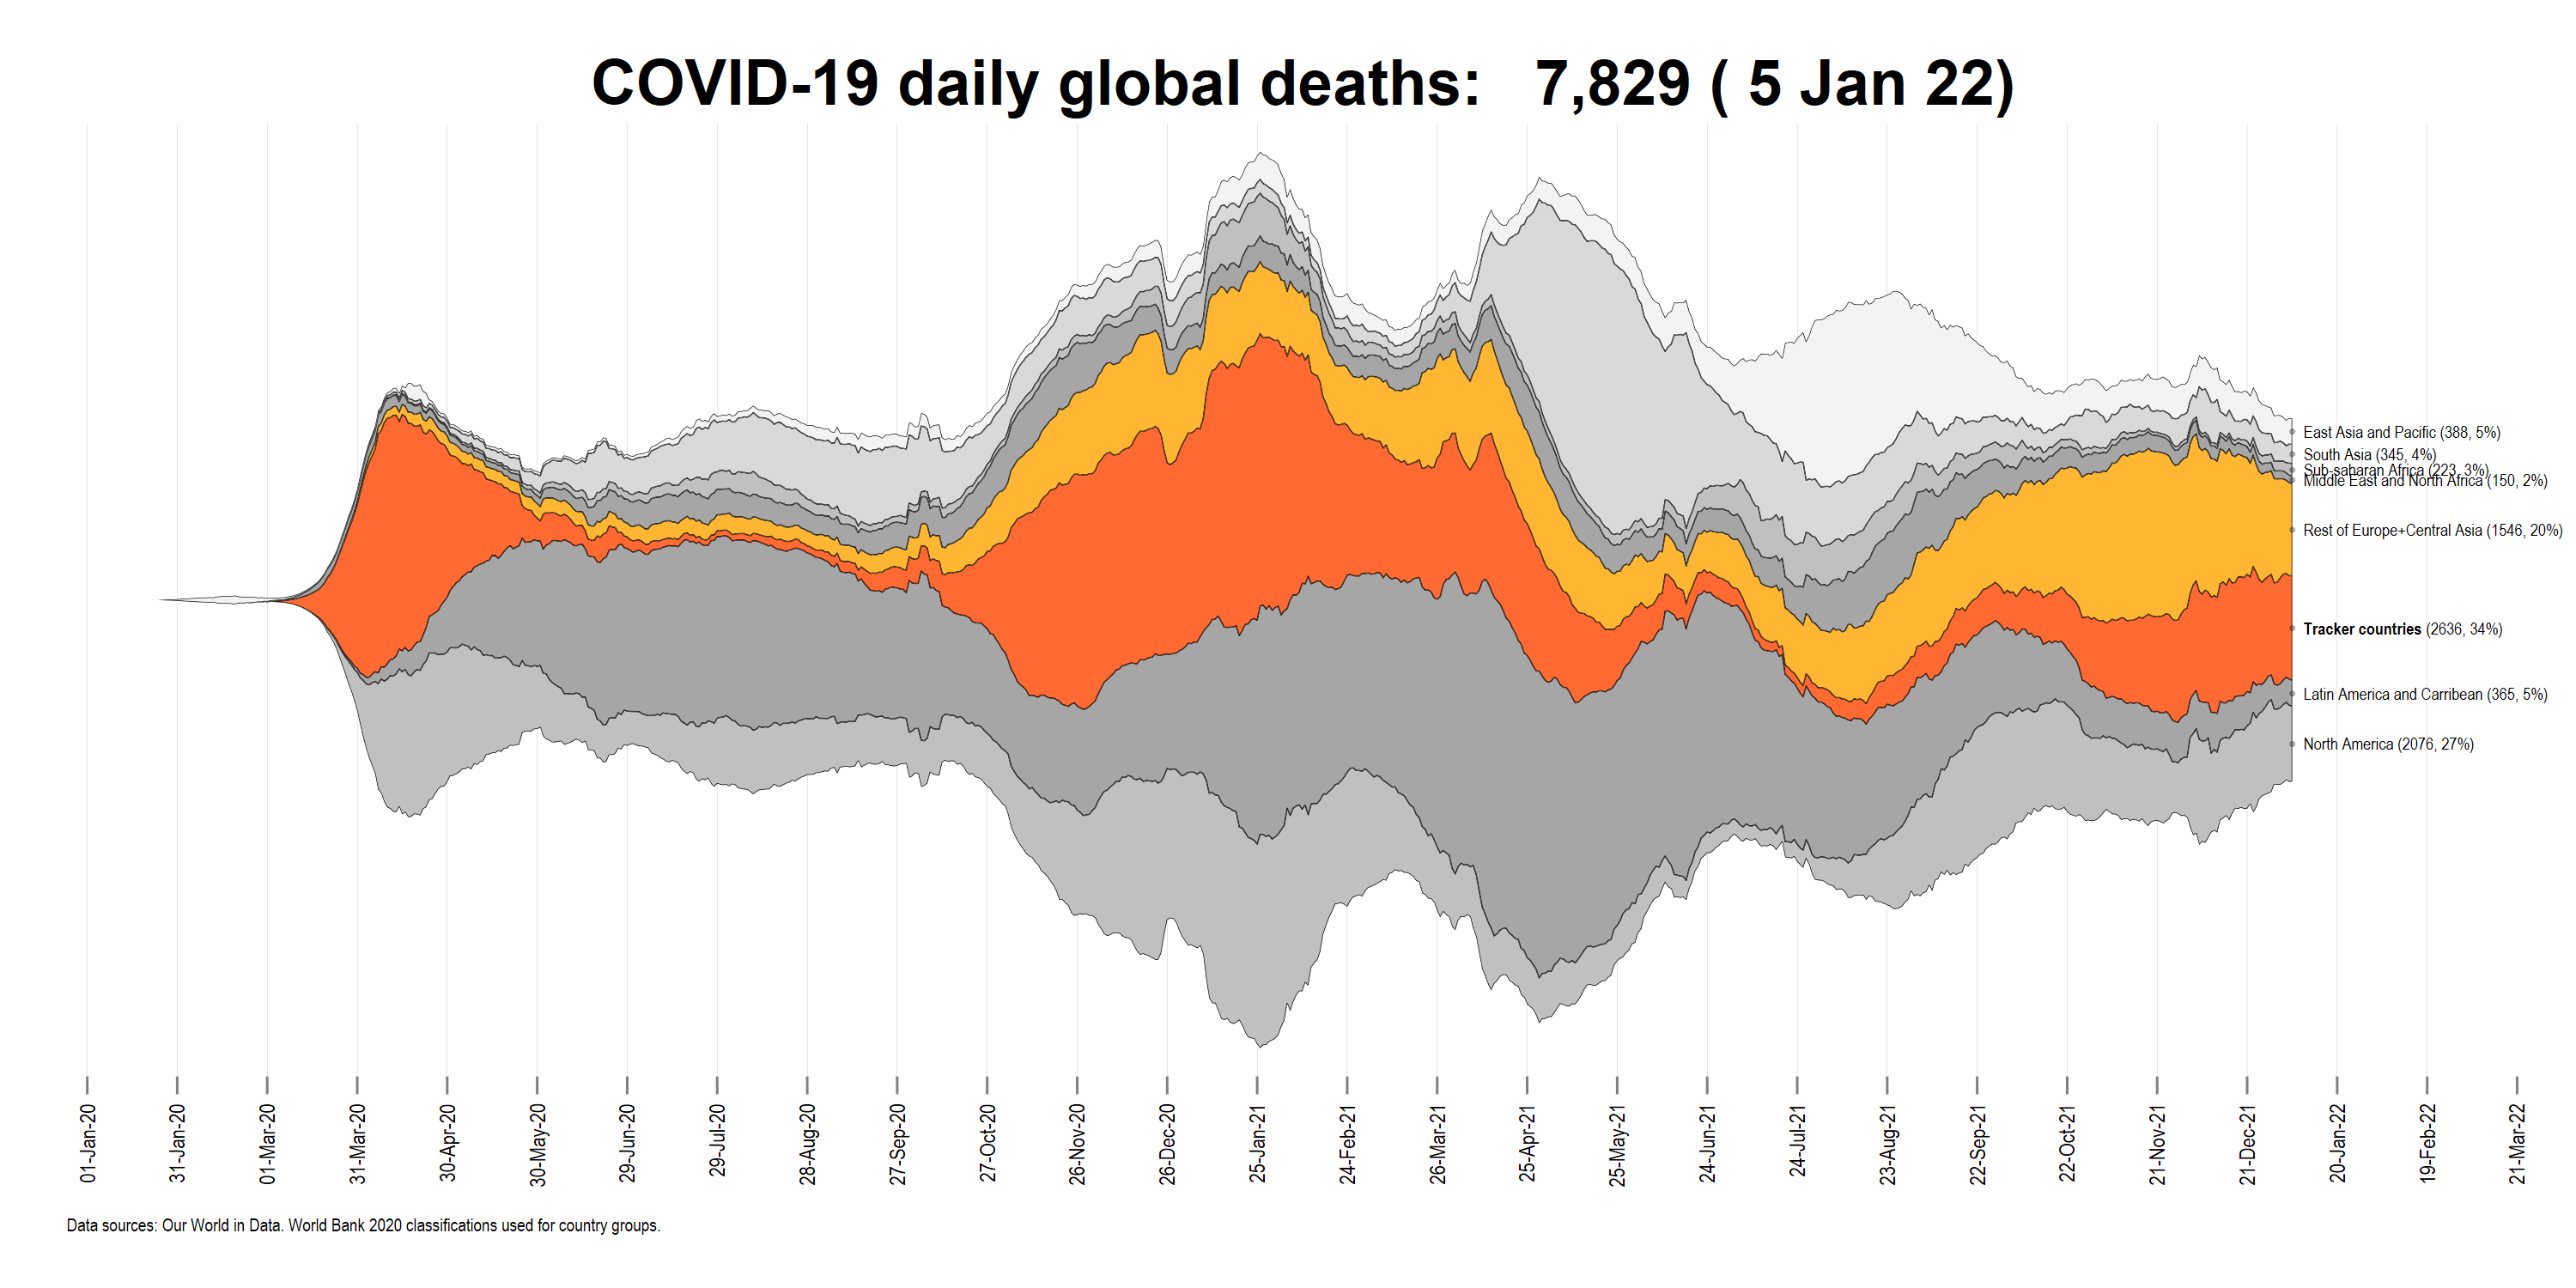 COVID-19 daily global deaths: 7,829 ( 5 Jan 22)
East Asia and Pacific (388, 5%)
South Asia (345, 4%)
Sub-saharan Africa (223, 3%)
Middle East and North Africa (150, 2%)
Rest of Europe+Central Asia (1546, 20%)
Tracker countries (2636, 34%)
Latin America and Carribean (365, 5%)
North America (2076, 27%)
01-Jan-20
31-Jan-20
01-Mar-20
31-Mar-20
30-Apr-20
30-May-20
29-Jun-20
29-Jul-20
28-Aug-20
27-Sep-20
27-Oct-20
26-Nov-20
26-Dec-20
25-Jan-21
24-Feb-21
26-Mar-21
25-Apr-21
25-May-21
24-Jun-21
24-Jul-21
23-Aug-21
22-Sep-21
22-Oct-21
21-Nov-21
21-Dec-21
20-Jan-22
19-Feb-22
21-Mar-22
Data sources: Our World in Data. World Bank 2020 classifications used for country groups.